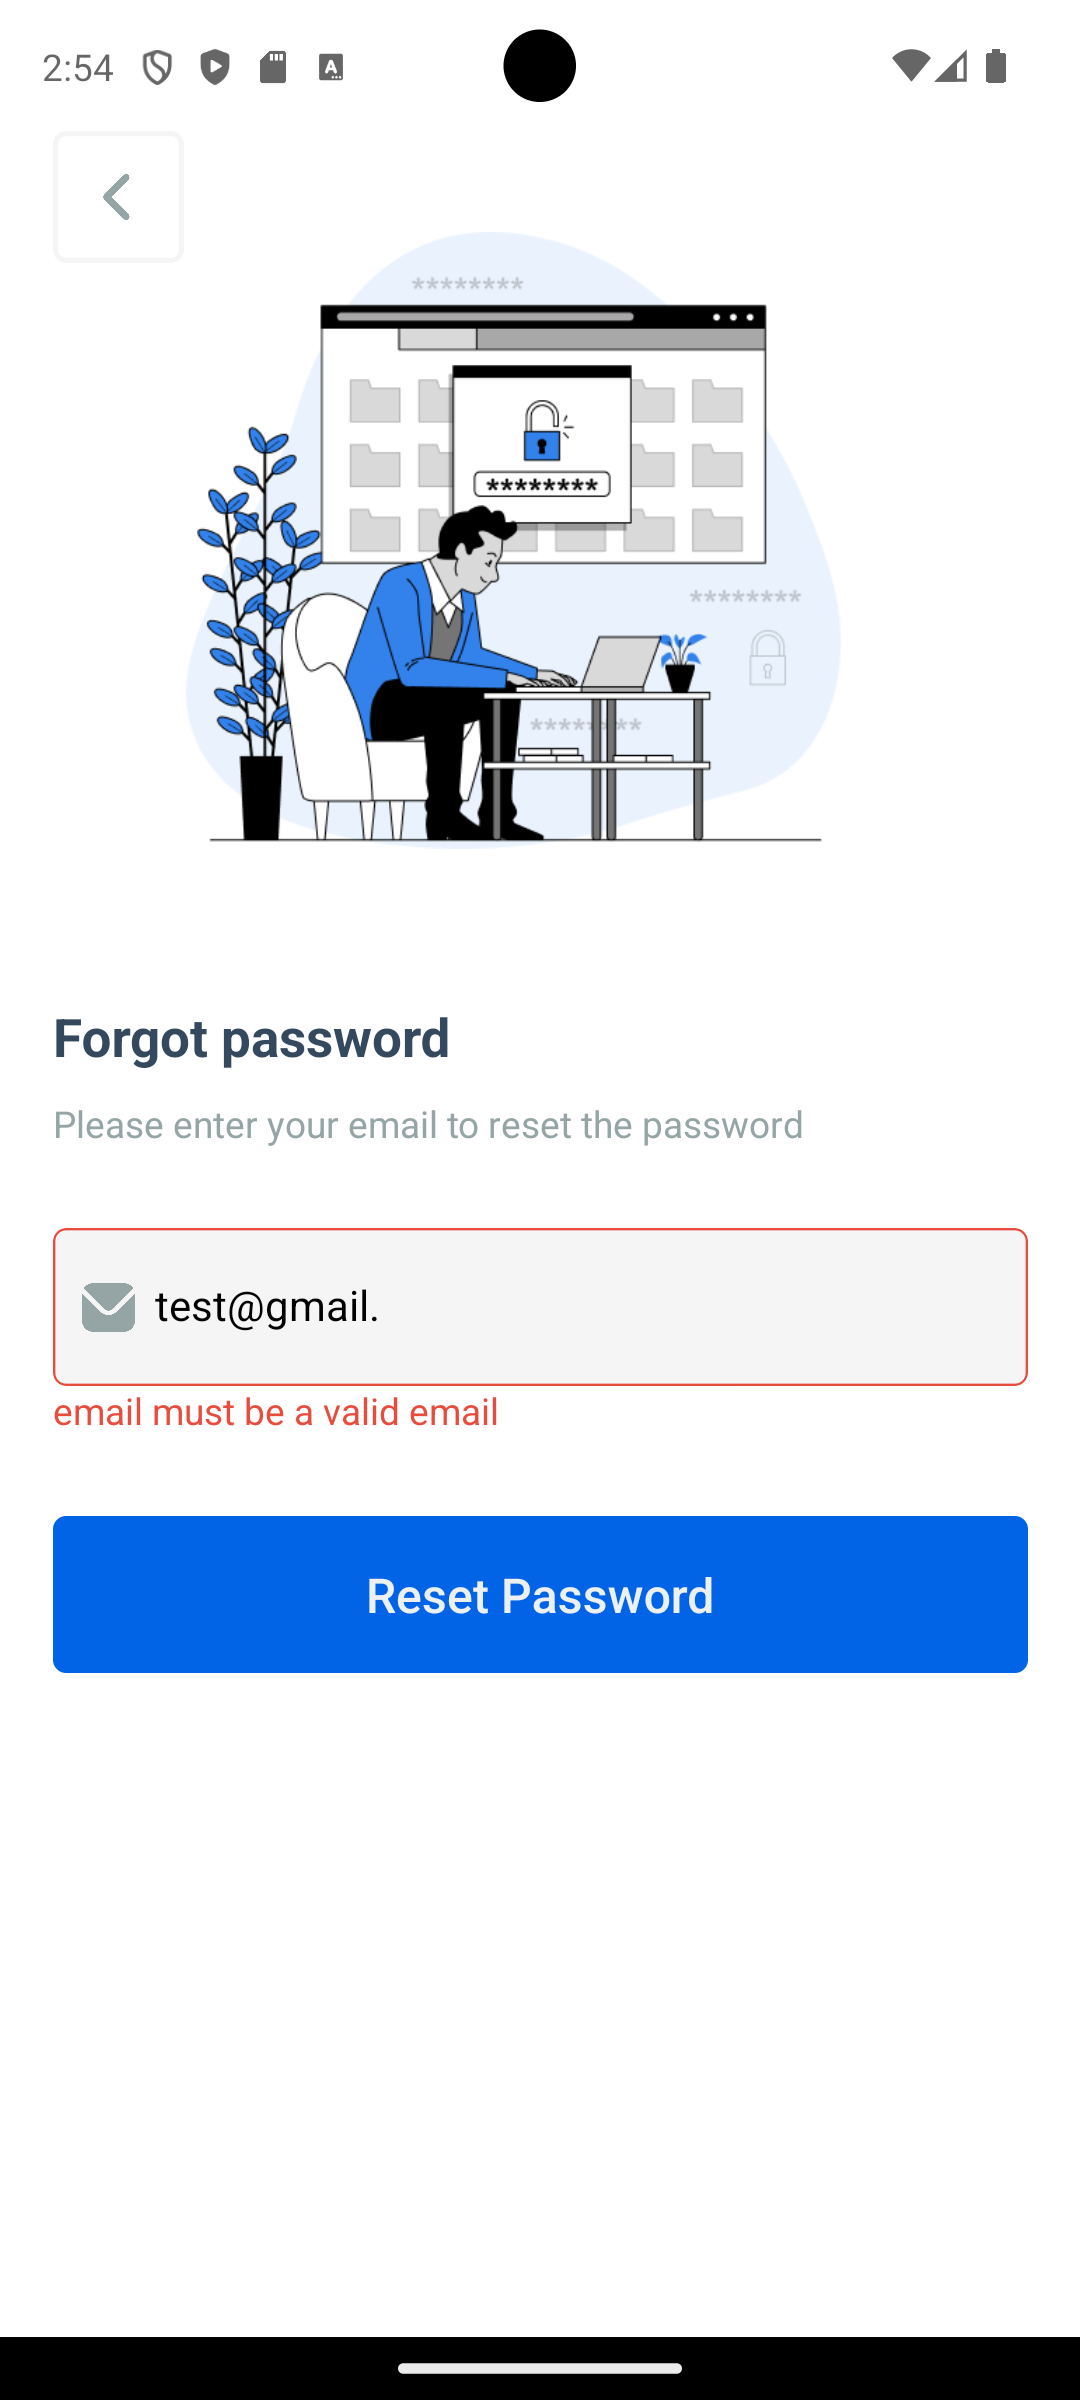 2:54
********
********
********
********
Forgot password
Please enter your email to reset the password
test@gmail.
email must be a valid email
Reset Password